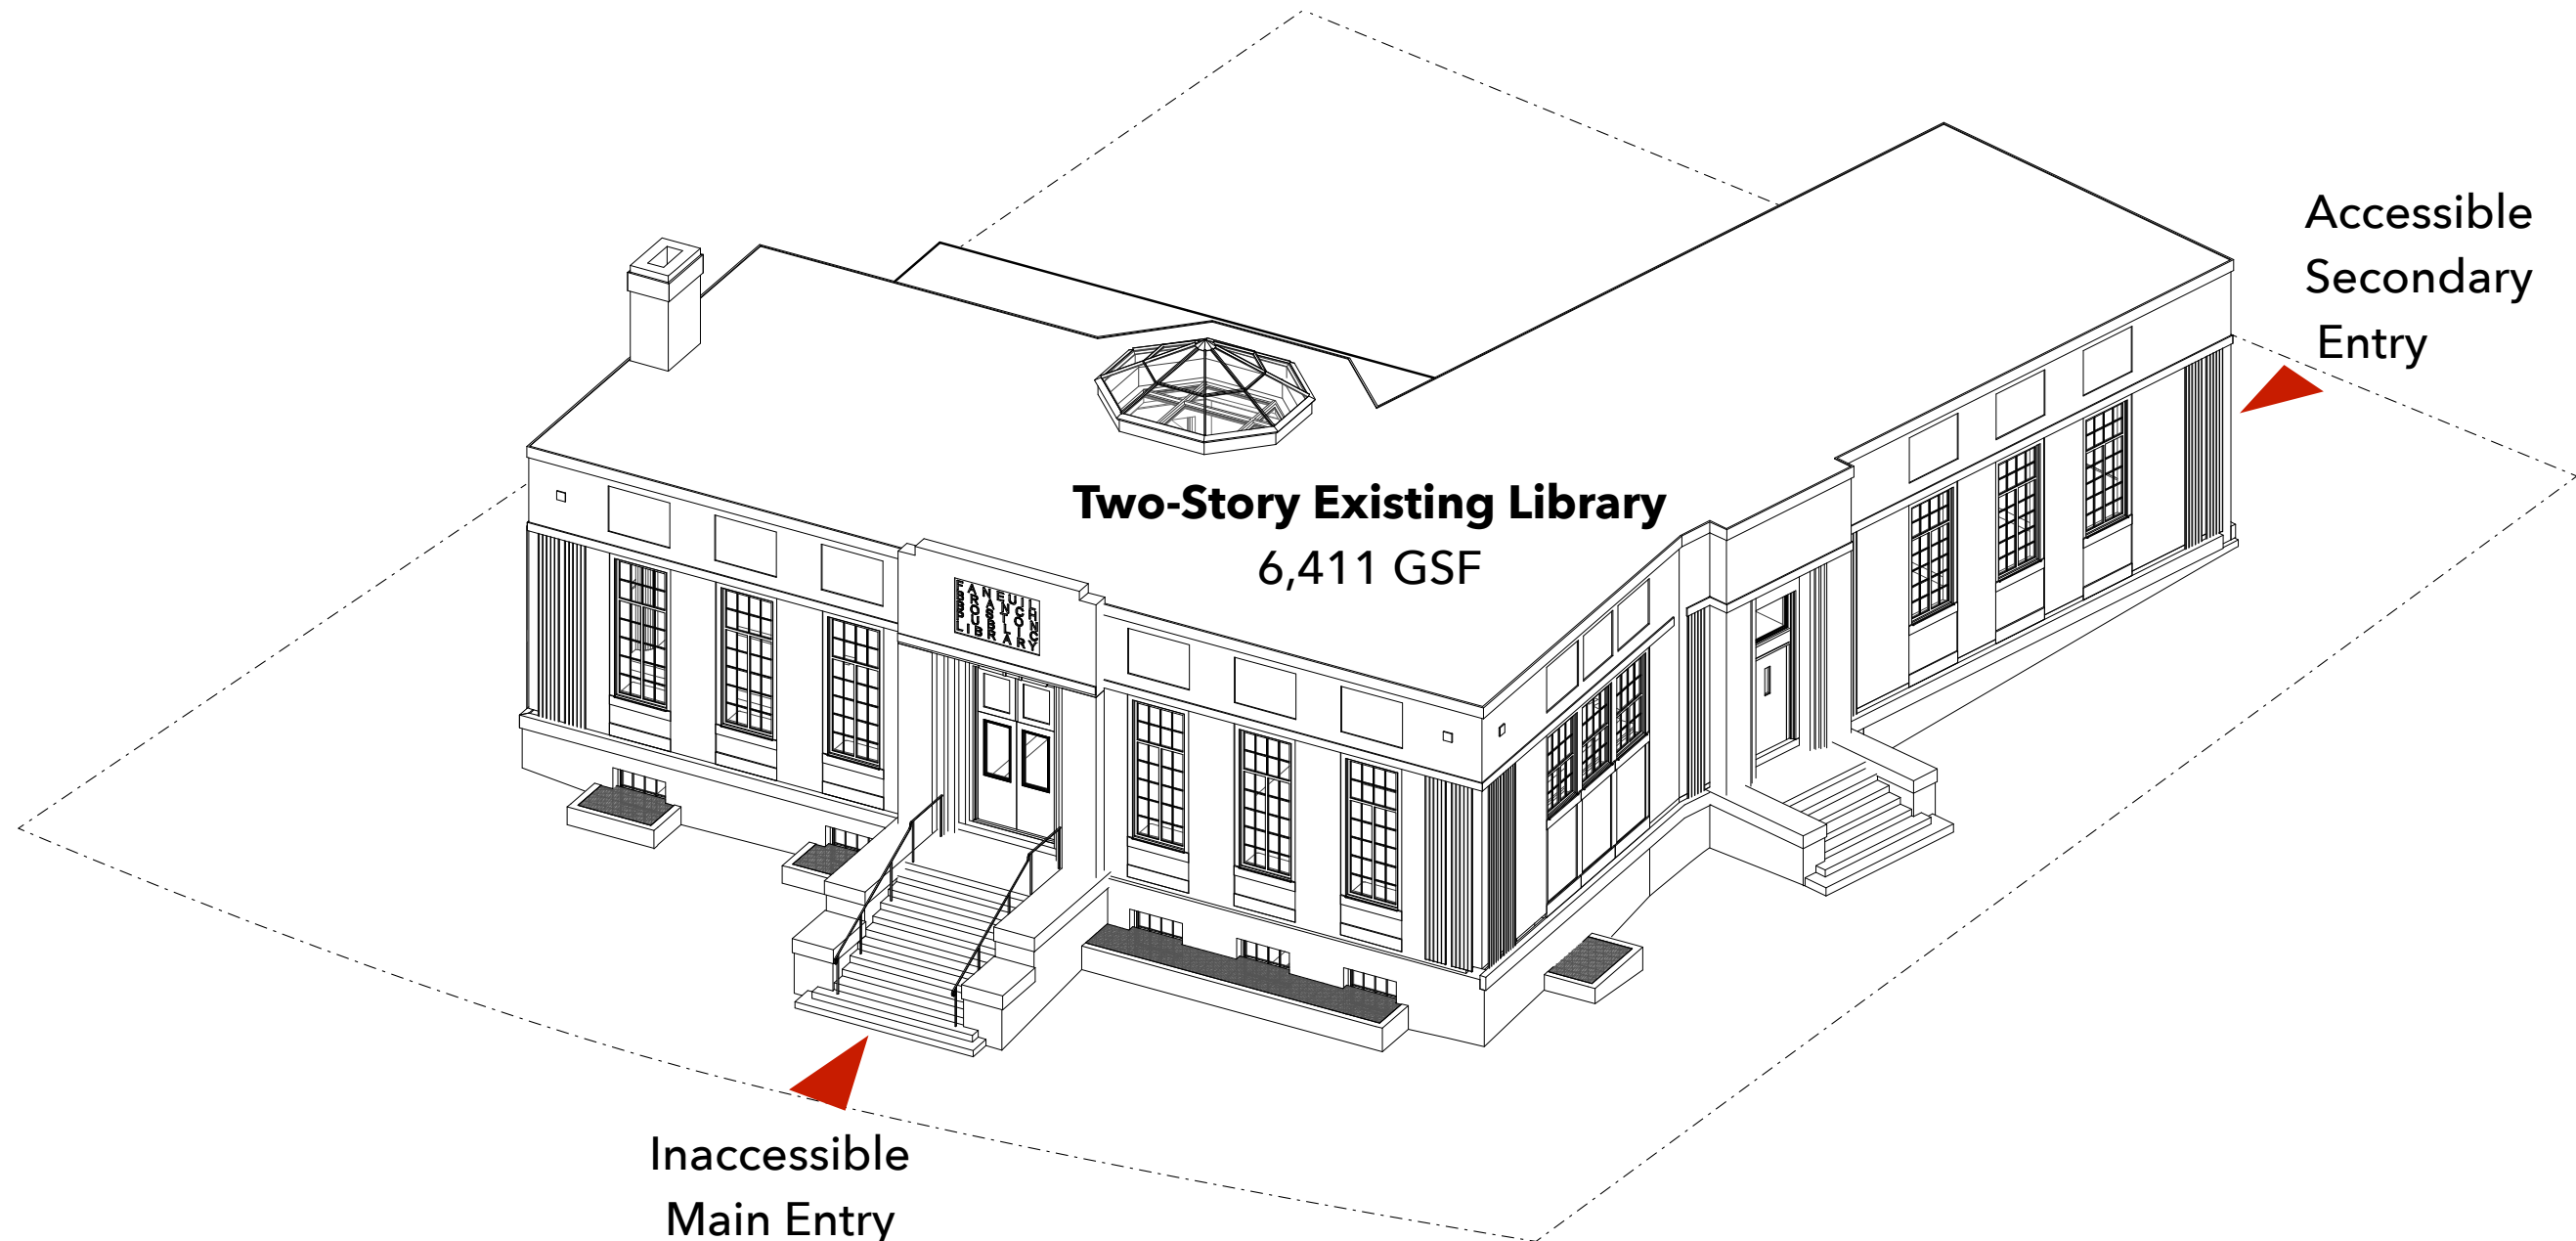 Accessible
Secondary
Entry
Two-Story Existing Library
6,411 GSF
FANEUIL
BRANCH
BOSTON
PUBLIC
LIBRARY
Inaccessible
Main Entry